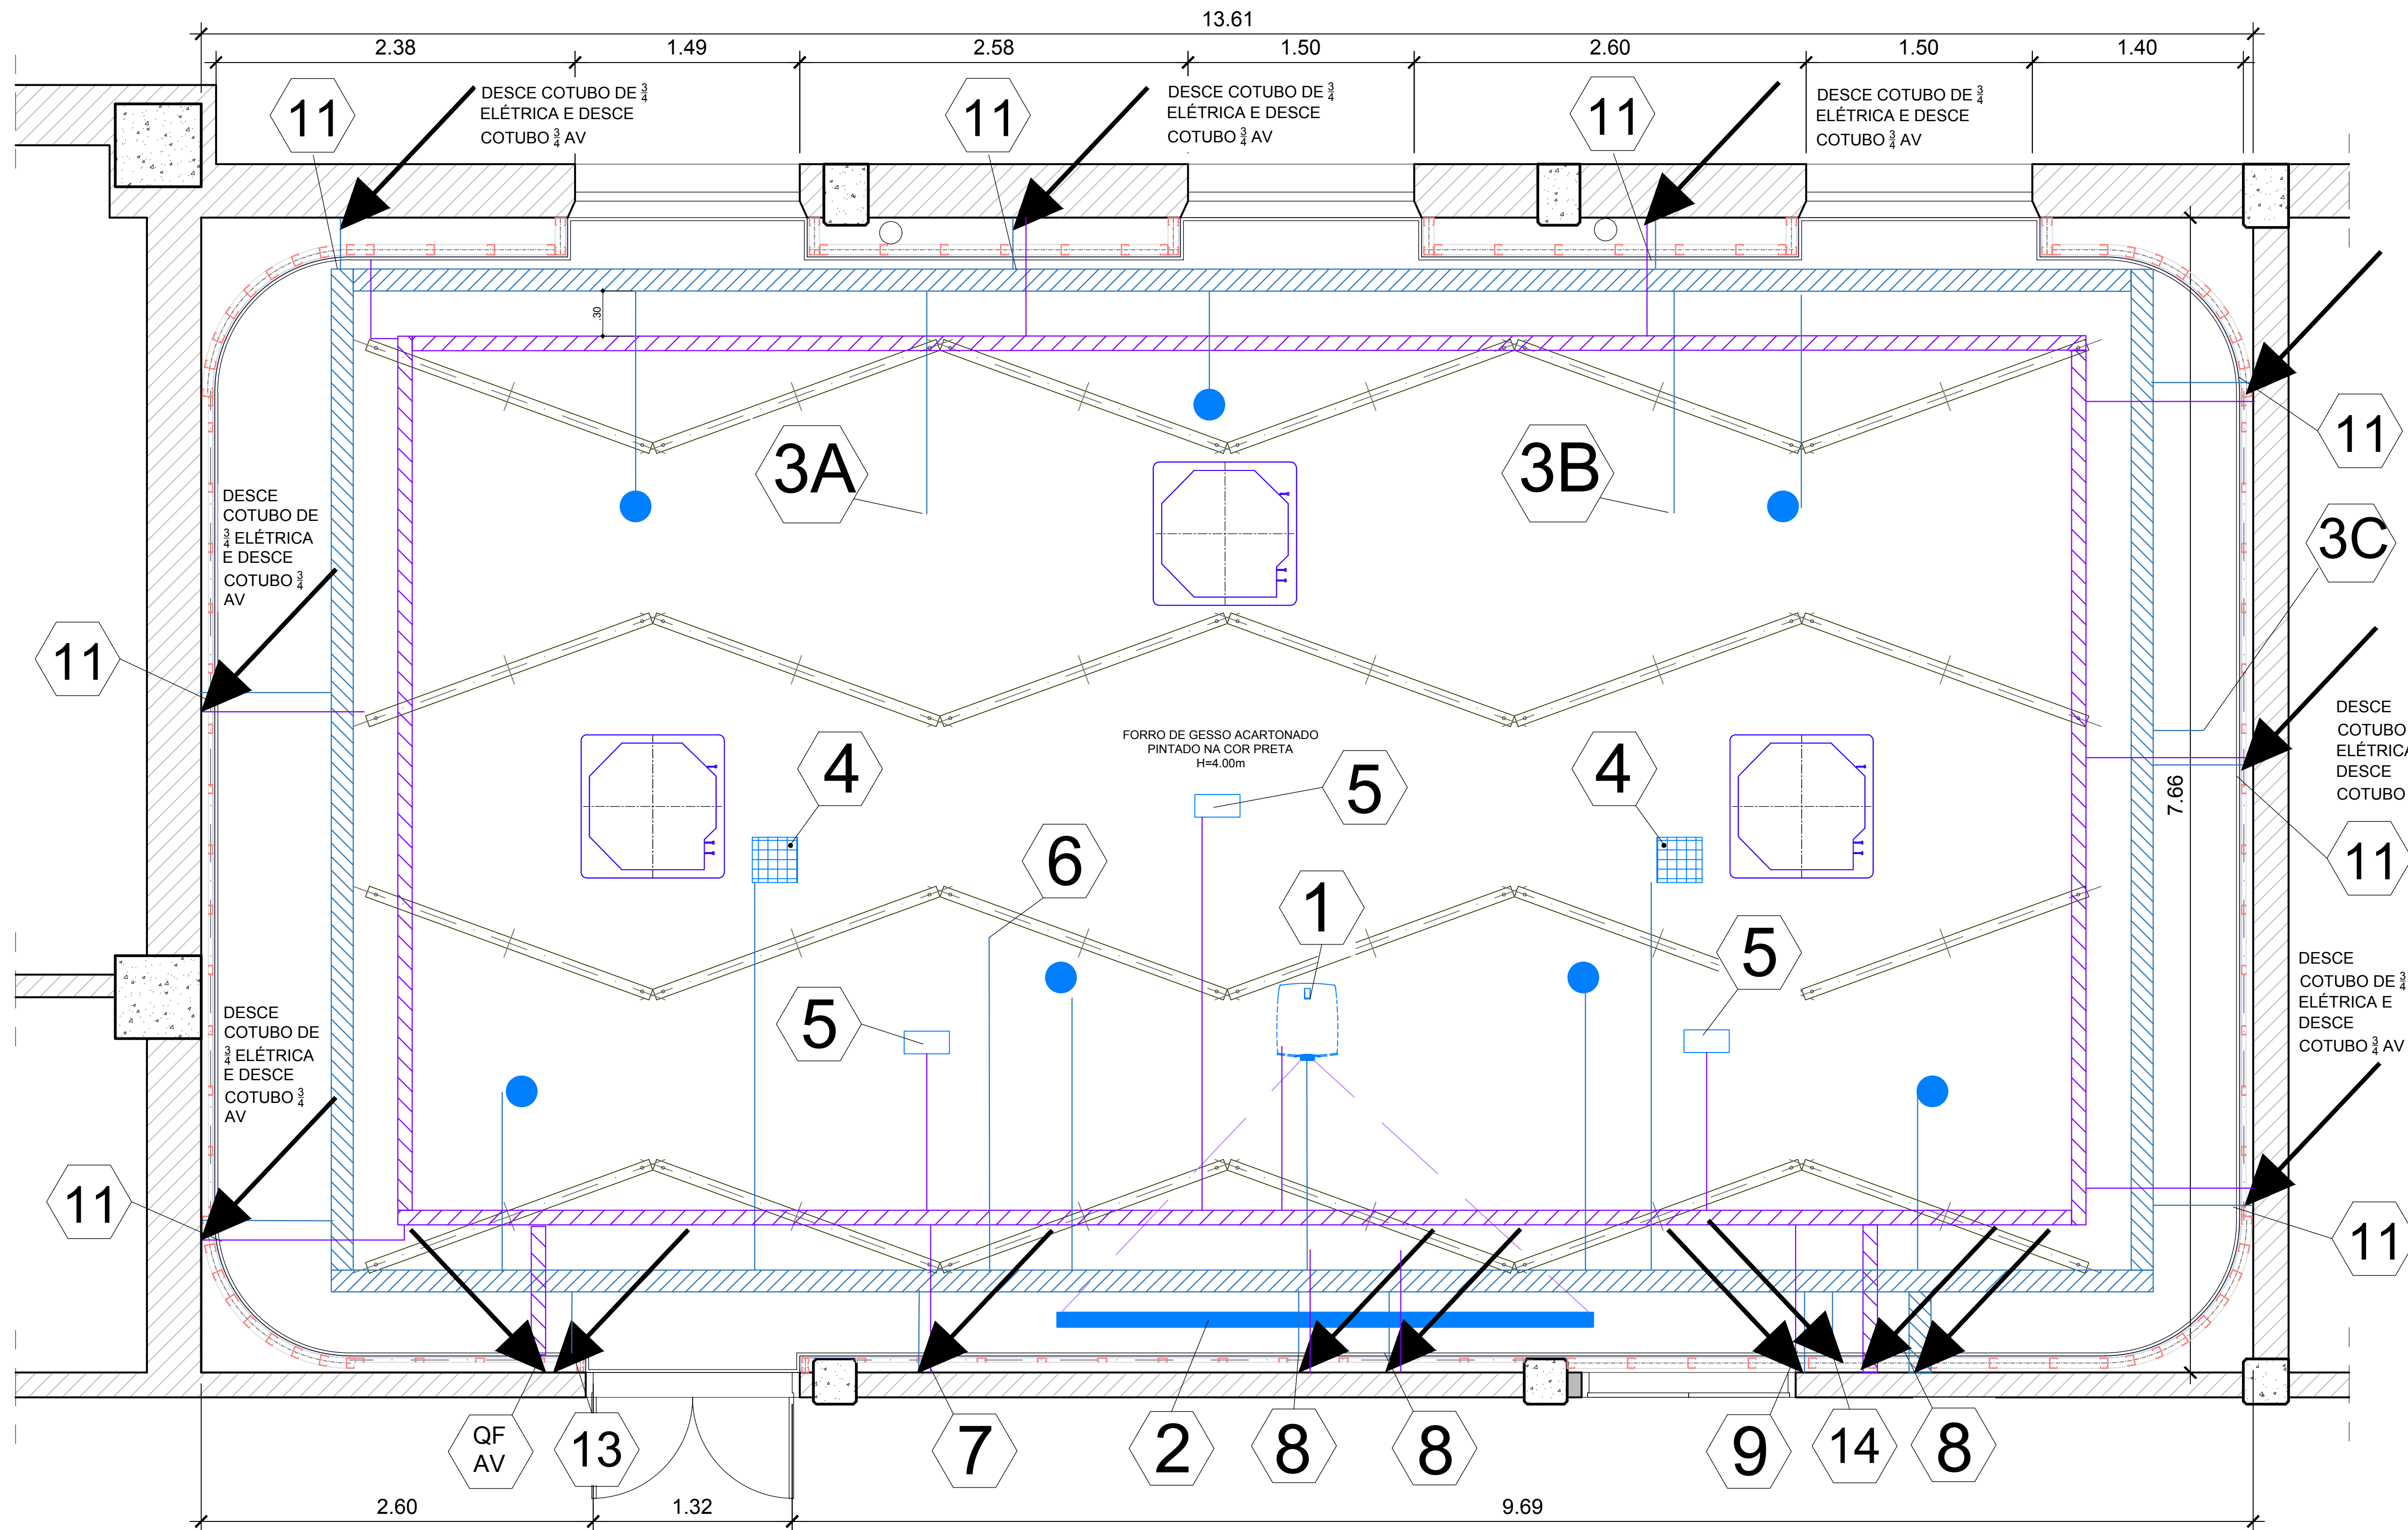 13.61
2.38
1.49
2.58
1.50
2.60
1.50
1.40
11
DESCE COTUBO DE 3/4
ELÉTRICA E DESCE
COTUBO 3/4 AV
11
DESCE COTUBO DE 3/4
ELÉTRICA E DESCE
COTUBO 3/4 AV
11
DESCE COTUBO DE 3/4
ELÉTRICA E DESCE
COTUBO 3/4 AV
.30
3A
3B
11
3C
DESCE
COTUBO DE
3/4 ELÉTRICA
E DESCE
COTUBO 3/4
AV
11
FORRO DE GESSO ACARTONADO
PINTADO NA COR PRETA
H=4.00m
4
5
4
6
1
5
5
7.66
DESCE
COTUBO
ELÉTRICA
DESCE
COTUBO
11
DESCE
COTUBO DE 3/4
ELÉTRICA E
DESCE
COTUBO 3/4 AV
DESCE
COTUBO DE
3/4 ELÉTRICA
E DESCE
COTUBO 3/4
AV
11
11
QF
AV
13
7
2
8
8
9
14
8
2.60
1.32
9.69